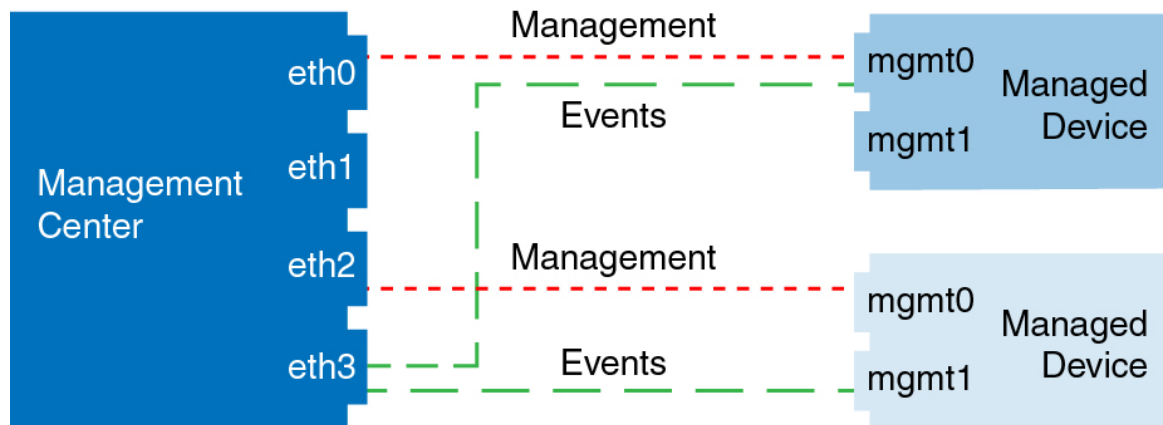 Management
eth0
mgmt0
Managed
Device
Events
mgmt1
eth1
Management
Center
eth2
Management
mgmt0
Managed
Device
eth3
Events
mgmt1